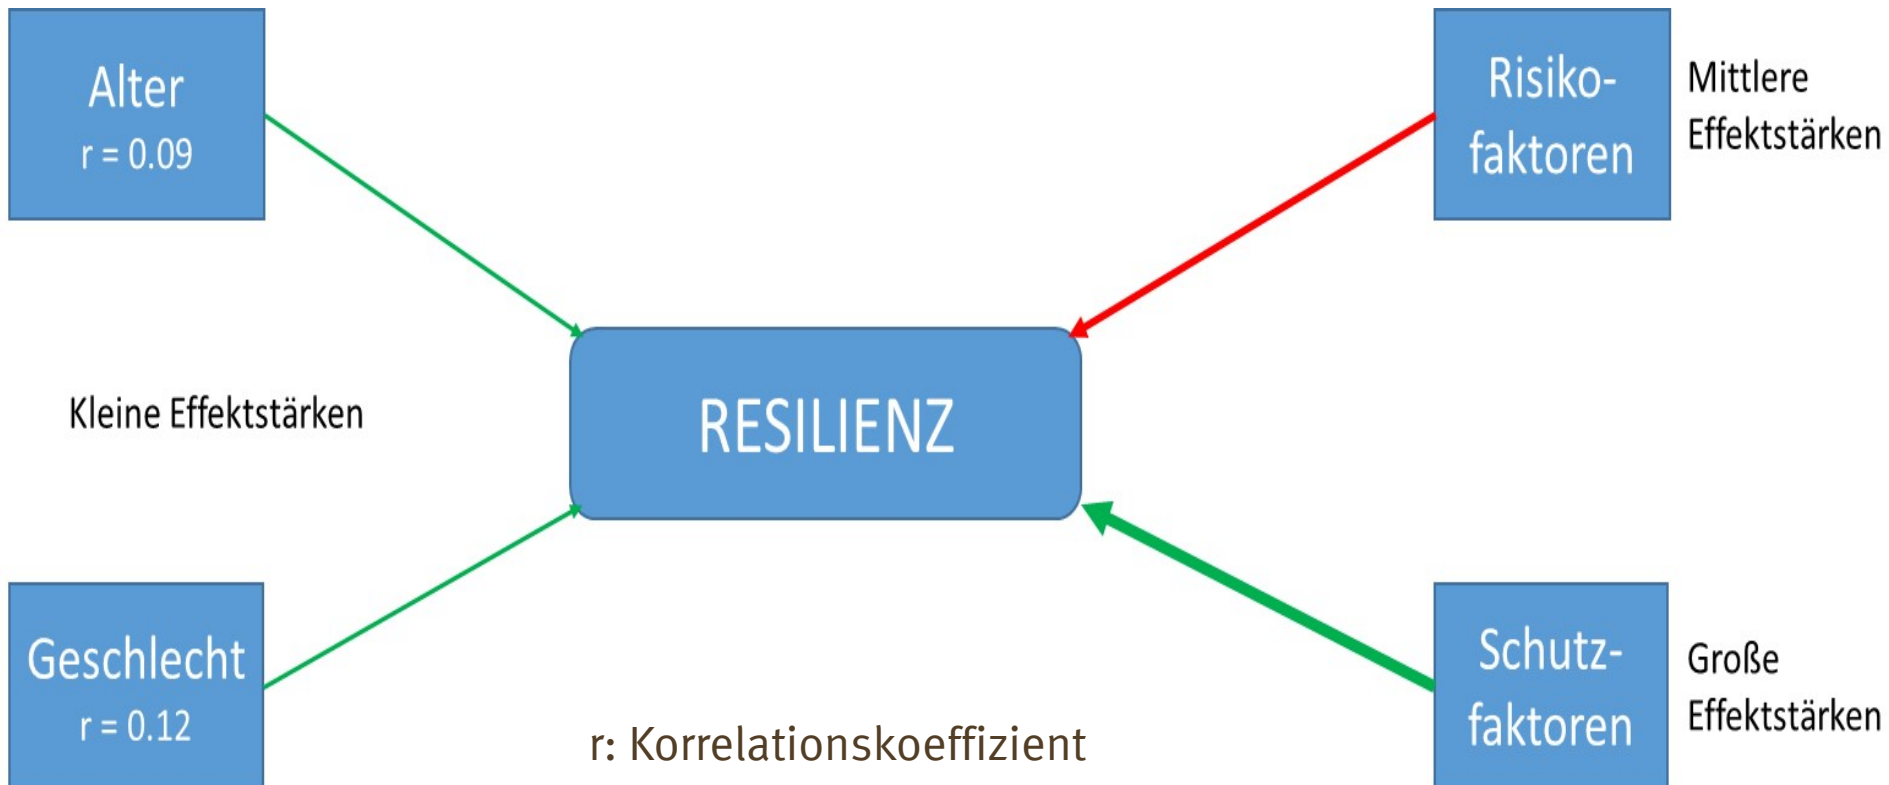 Alter
r = 0.09
Risiko-
faktoren
Mittlere
Effektstärken
Kleine Effektstärken
RESILIENZ
Geschlecht
r = 0.12
r: Korrelationskoeffizient
Schutz-
faktoren
Große
Effektstärken